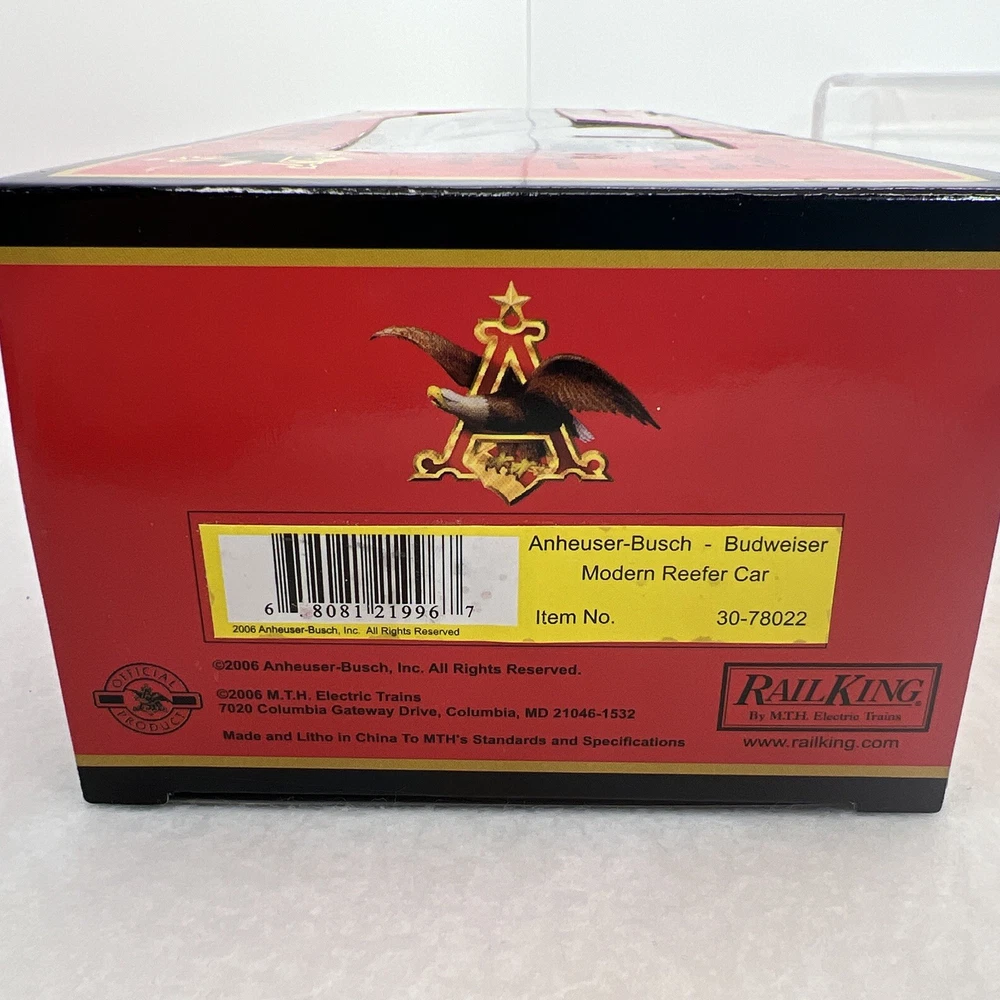 Anheuser-Busch - Budweiser
Modern Reefer Car
Item No. 30-78022
6 8081 21996 7
2006 Anheuser-Busch, Inc. All Rights Reserved
©2006 Anheuser-Busch, Inc. All Rights Reserved.
©2006 M.T.H. Electric Trains
7020 Columbia Gateway Drive, Columbia, MD 21046-1532
Made and Litho in China To MTH's Standards and Specifications
OFFICIAL
PRODUCT
RAILKING®
By M.T.H. Electric Trains
www.railking.com